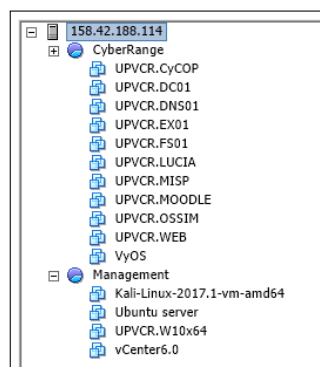 158.42.188.114
CyberRange
UPVCR.CyCOP
UPVCR.DC01
UPVCR.DNS01
UPVCR.EX01
UPVCR.FS01
UPVCR.LUCIA
UPVCR.MISP
UPVCR.MOODLE
UPVCR.OSSIM
UPVCR.WEB
VyOS
Management
Kali-Linux-2017.1-vm-amd64
Ubuntu server
UPVCR.W10x64
vCenter6.0